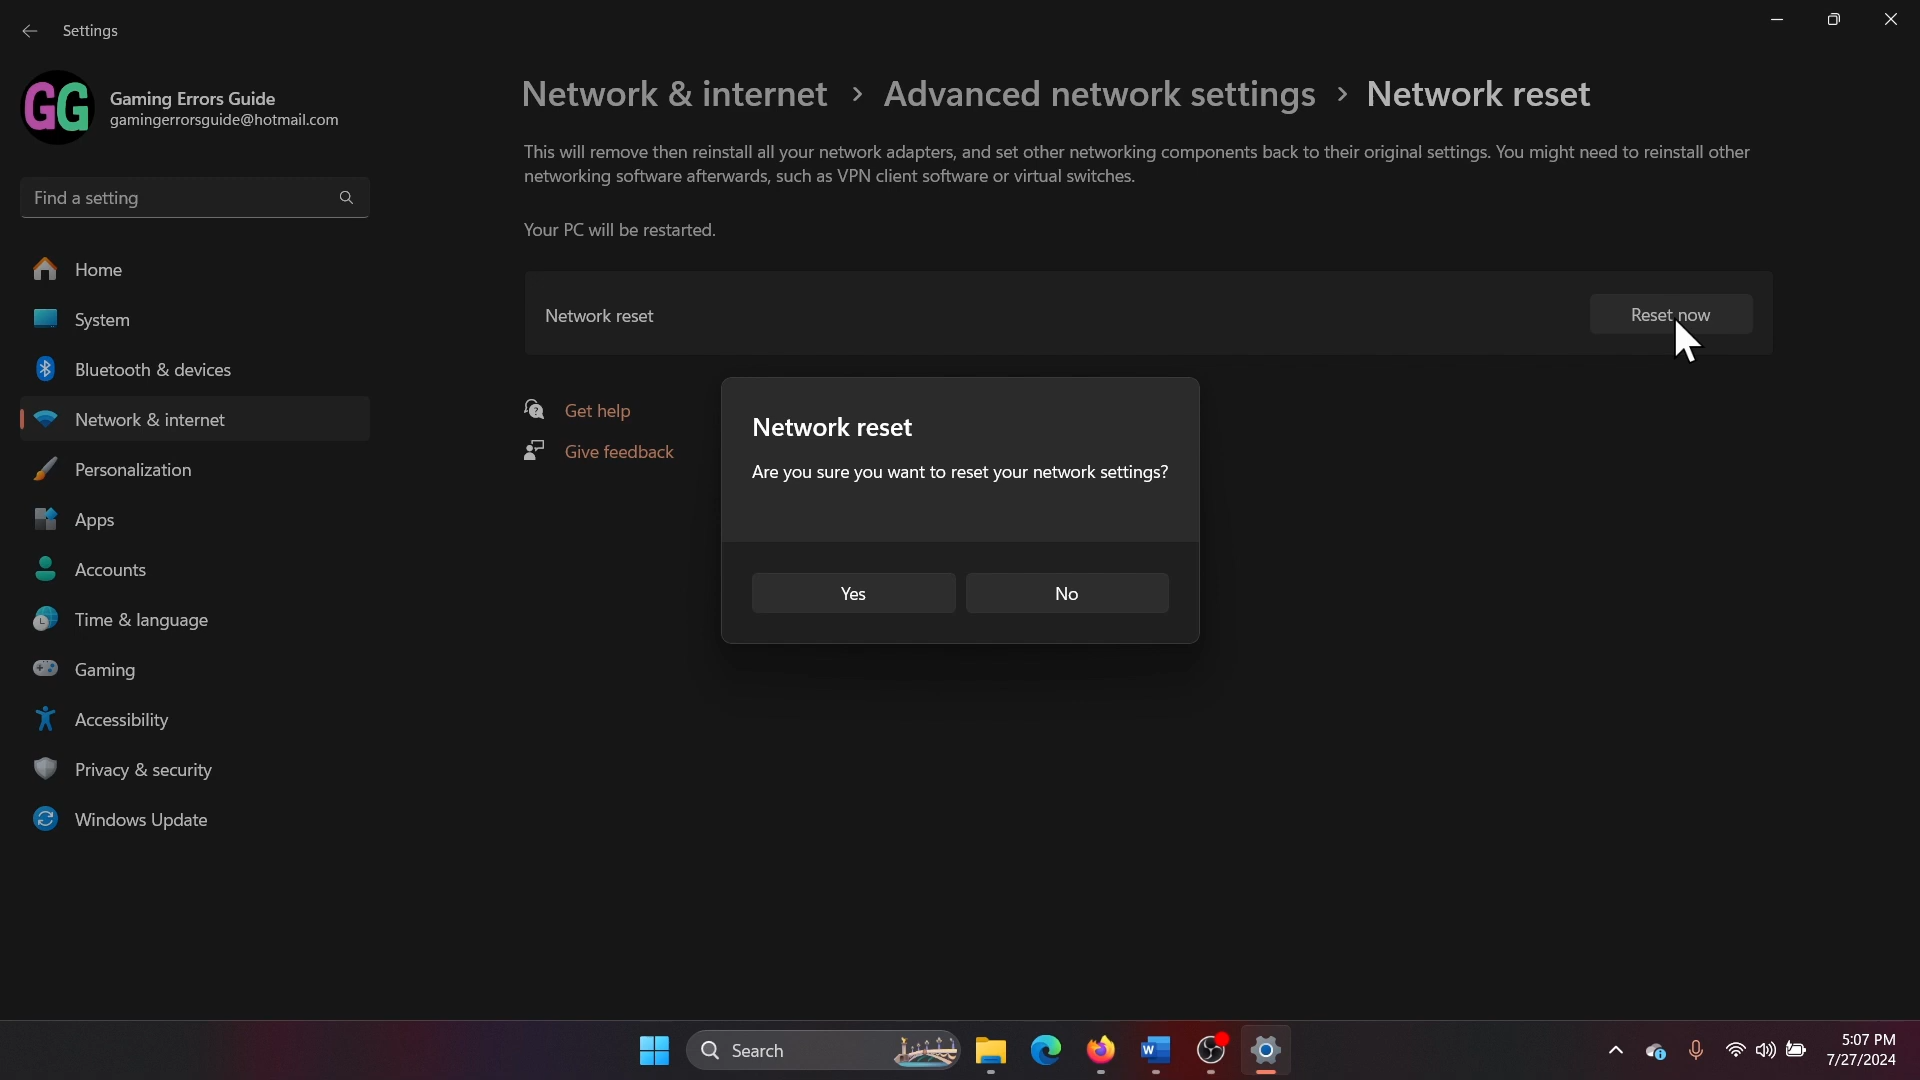 Settings
GG
Gaming Errors Guide
gamingerrorsguide@hotmail.com
Find a setting
Home
System
Bluetooth & devices
Network & internet
Personalization
Apps
Accounts
Time & language
Gaming
Accessibility
Privacy & security
Windows Update
Network & internet > Advanced network settings > Network reset
This will remove then reinstall all your network adapters, and set other networking components back to their original settings. You might need to reinstall other
networking software afterwards, such as VPN client software or virtual switches.
Your PC will be restarted.
Network reset
Reset now
Get help
Give feedback
Network reset
Are you sure you want to reset your network settings?
Yes
No
Search
W
5:07 PM
7/27/2024